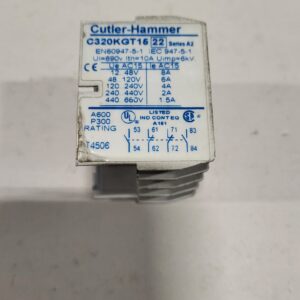 Cutler-Hammer
C320KGT15 22 Series A2
EN60947-5-1 IEC 947-5-1
Ui=690V Ith=10A Uimp=6kV
Ue AC15 Ie AC15
12 48V 8A
48 120V 6A
120 240V 4A
240 440V 2A
440 660V 1.5A
A600
P300
RATING
LISTED
IND CONT EQ
A161
UL
T4506
53 61 71 83
54 62 72 84